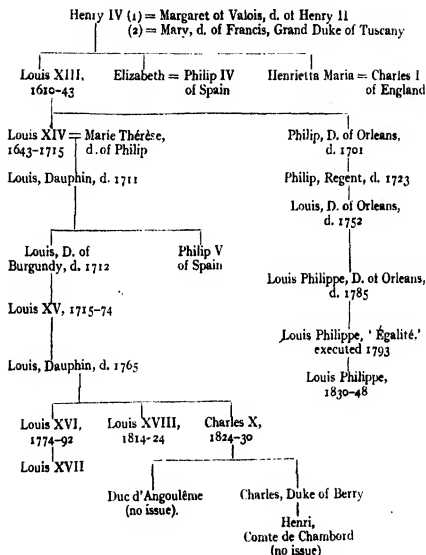 Henry IV (1) = Margaret of Valois, d. of Henry II
(2) = Mary, d. of Francis, Grand Duke of Tuscany
Louis XIII,
1610-43
Elizabeth = Philip IV
of Spain
Henrietta Maria = Charles I
of England
Louis XIV = Marie Thérèse,
1643-1715 d. of Philip
Philip, D. of Orleans,
d. 1701
Louis, Dauphin, d. 1711
Philip, Regent, d. 1723
Louis, D. of Orleans,
d. 1752
Louis, D. of
Burgundy, d. 1712
Philip V
of Spain
Louis Philippe, D. of Orleans,
d. 1785
Louis XV, 1715-74
Louis Philippe, ‘Égalité.’
executed 1793
Louis, Dauphin, d. 1765
Louis Philippe,
1830-48
Louis XVI,
1774-92
Louis XVIII,
1814-24
Charles X,
1824-30
Louis XVII
Duc d'Angoulême
(no issue).
Charles, Duke of Berry
Henri,
Comte de Chambord
(no issue)